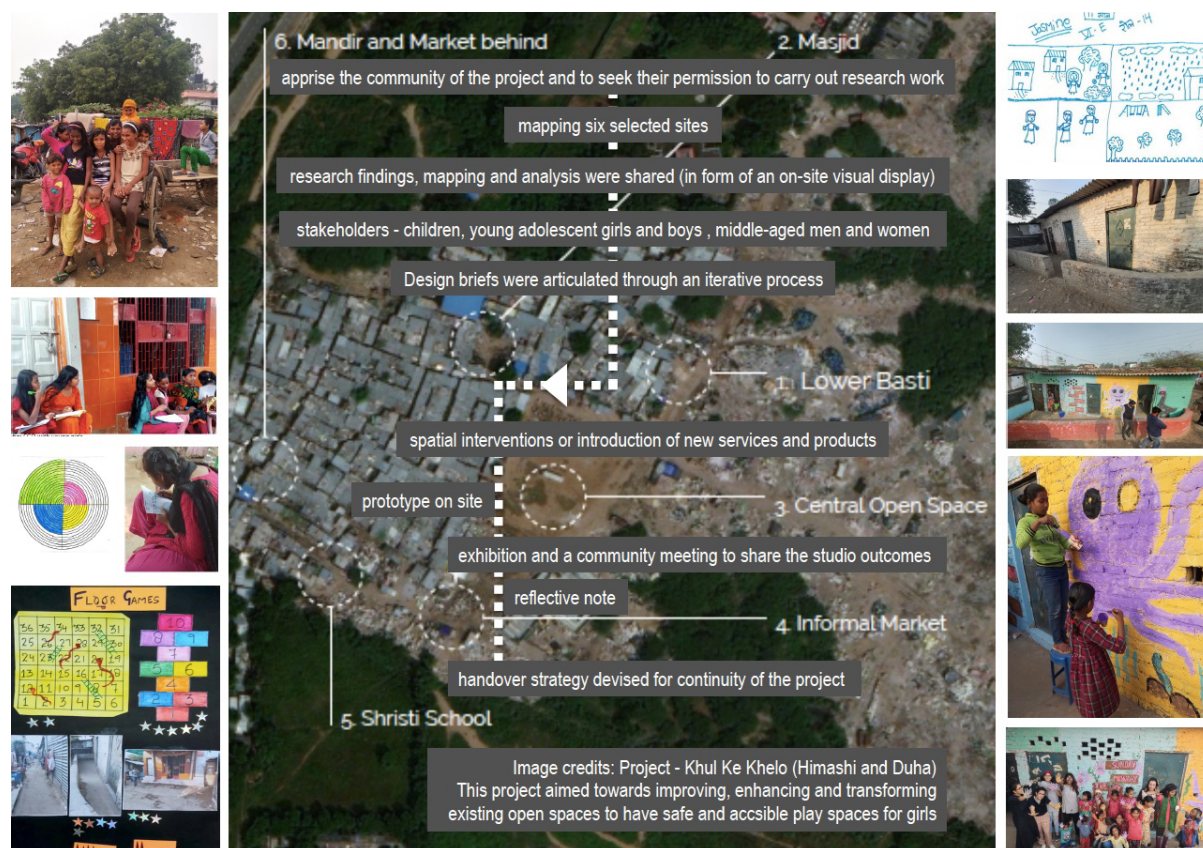 6. Mandir and Market behind
2. Masjid
apprise the community of the project and to seek their permission to carry out research work
mapping six selected sites
research findings, mapping and analysis were shared (in form of an on-site visual display)
stakeholders - children, young adolescent girls and boys , middle-aged men and women
Design briefs were articulated through an iterative process
1. Lower Basti
spatial interventions or introduction of new services and products
prototype on site
3. Central Open Space
exhibition and a community meeting to share the studio outcomes
reflective note
4. Informal Market
handover strategy devised for continuity of the project
5. Shristi School
Image credits: Project - Khul Ke Khelo (Himashi and Duha)
This project aimed towards improving, enhancing and transforming
existing open spaces to have safe and accsible play spaces for girls
JASMINE
VI-E
FLOOR GAMES
36 35 34 33 32 31
25 26 27 28 29 30
24 23 22 21 20 19
13 14 15 16 17 18
12 11 10 9 8 7
1 2 3 4 5 6
10
8 9
7
5 6
4
2 3
SUNDAY